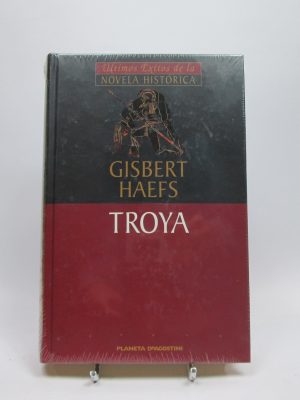 Últimos Éxitos de la
NOVELA HISTÓRICA
GISBERT
HAEFS
TROYA
PLANETA DEAGOSTINI